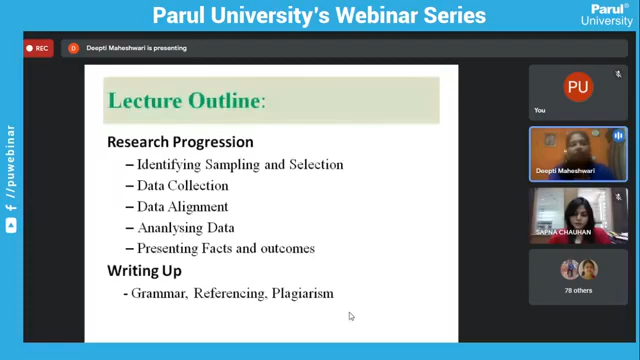 Parul University's Webinar Series
Parul®
University
REC
D
Deepti Maheshwari is presenting
Lecture Outline:
Research Progression
– Identifying Sampling and Selection
– Data Collection
– Data Alignment
– Ananlysing Data
– Presenting Facts and outcomes
Writing Up
- Grammar, Referencing, Plagiarism
PU
You
Deepti Maheshwari
SAPNA CHAUHAN
78 others
//puwebinar